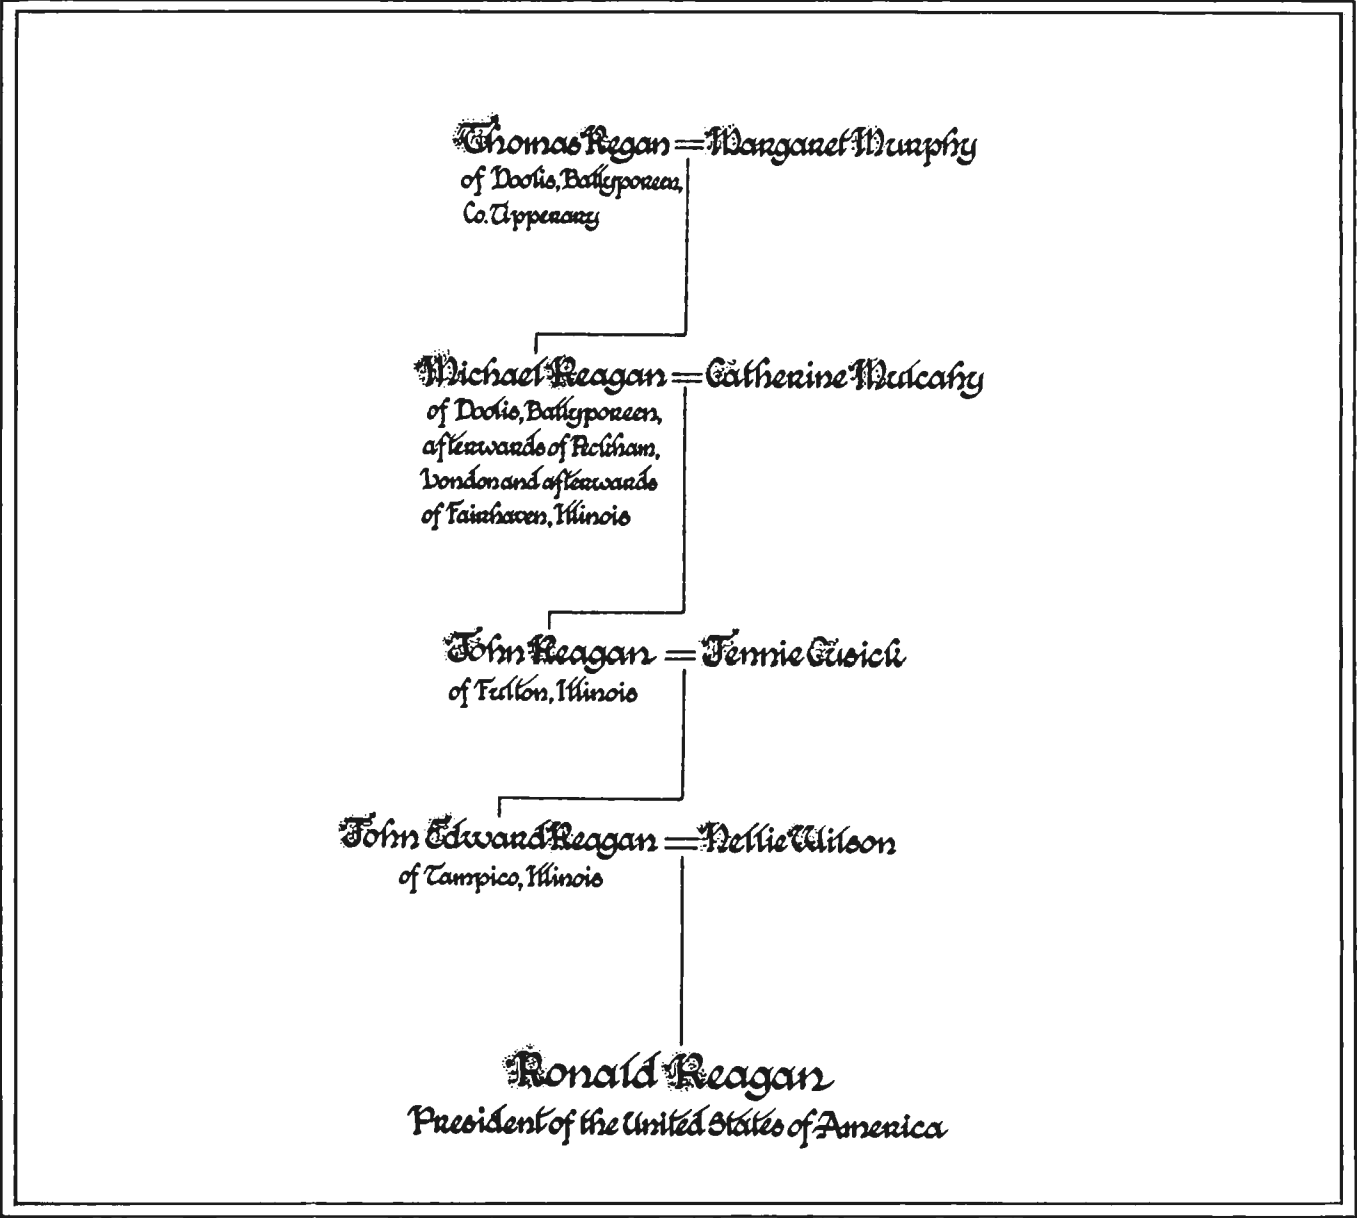 Thomas Regan = Margaret Murphy
of Doolis, Ballyporeen,
Co. Tipperary
Michael Reagan = Catherine Mulcahy
of Doolis, Ballyporeen,
afterwards of Peckham,
London and afterwards
of Fairhaven, Illinois
John Reagan = Jennie Cusick
of Fulton, Illinois
John Edward Reagan = Nellie Wilson
of Tampico, Illinois
Ronald Reagan
President of the United States of America